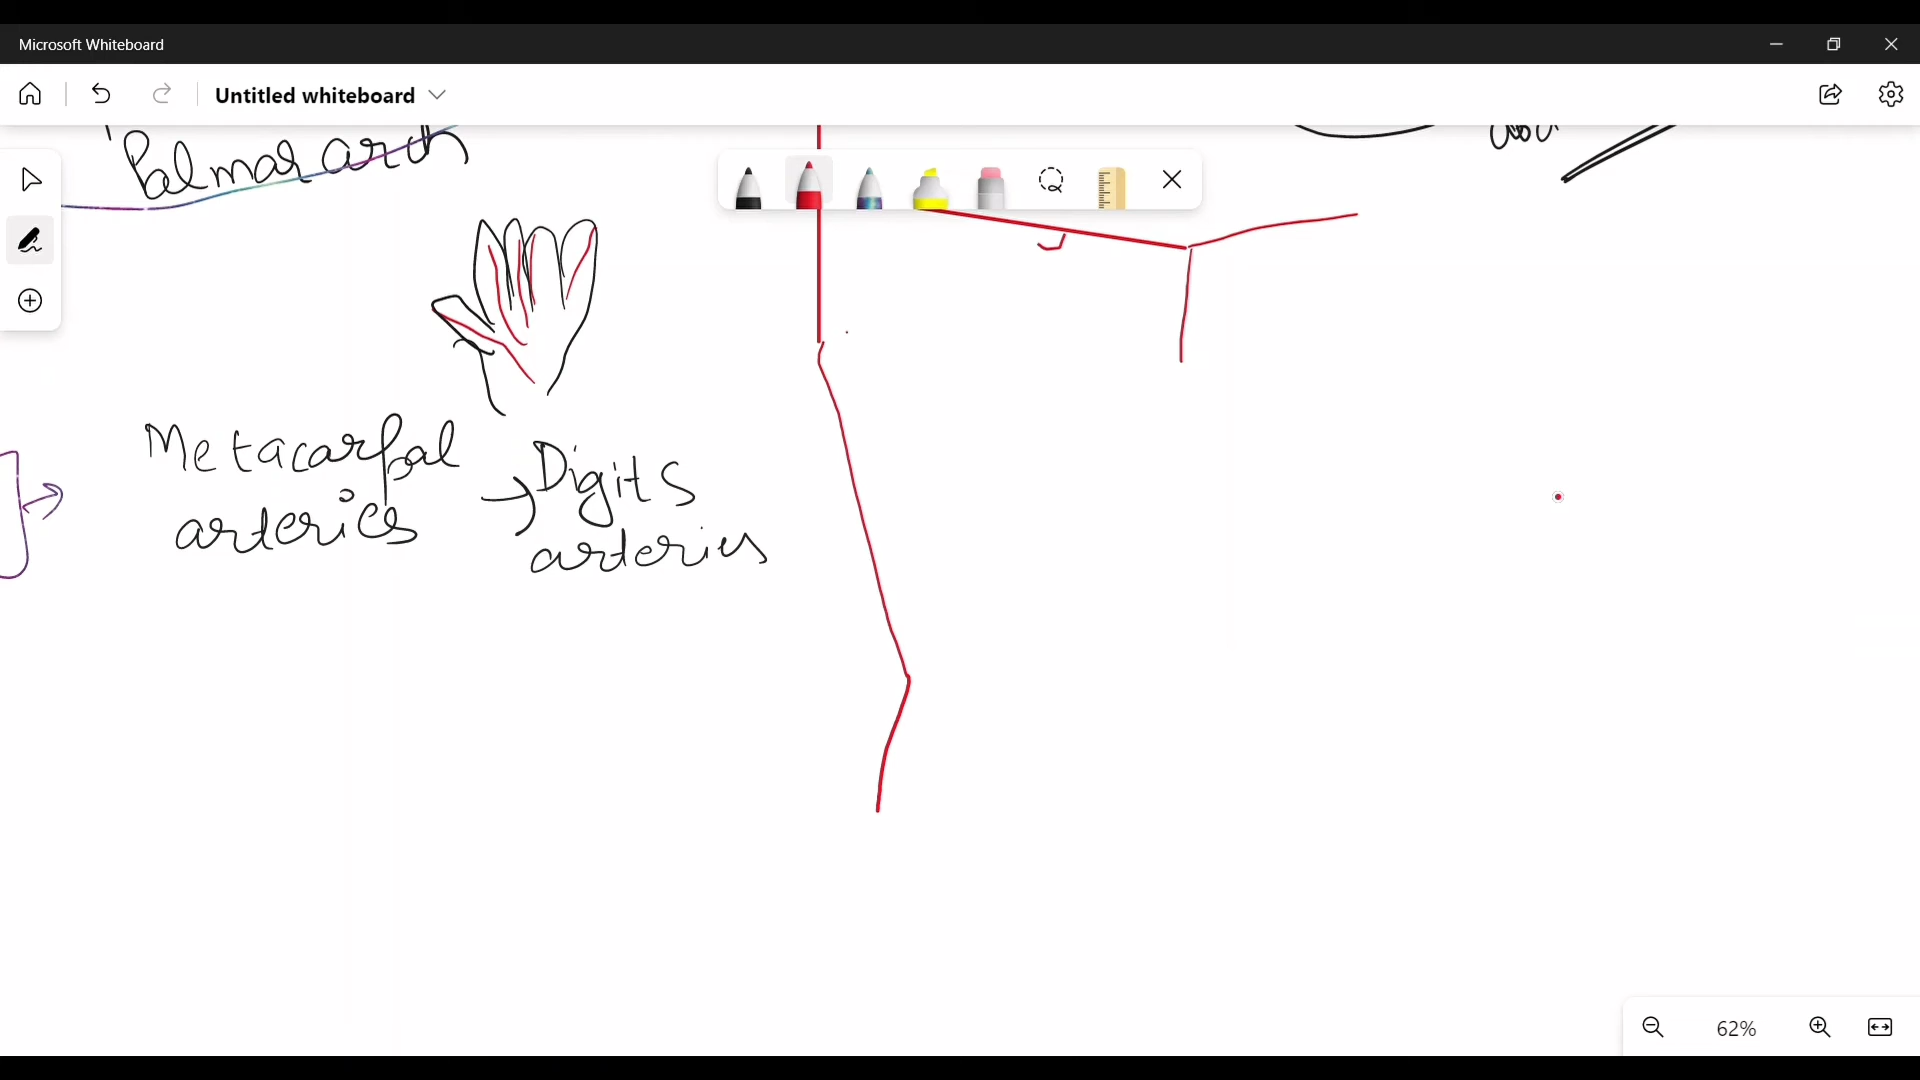 Microsoft Whiteboard
Untitled whiteboard
Palmar arch
Metacarpal
arteries
Digits
arteries
62%